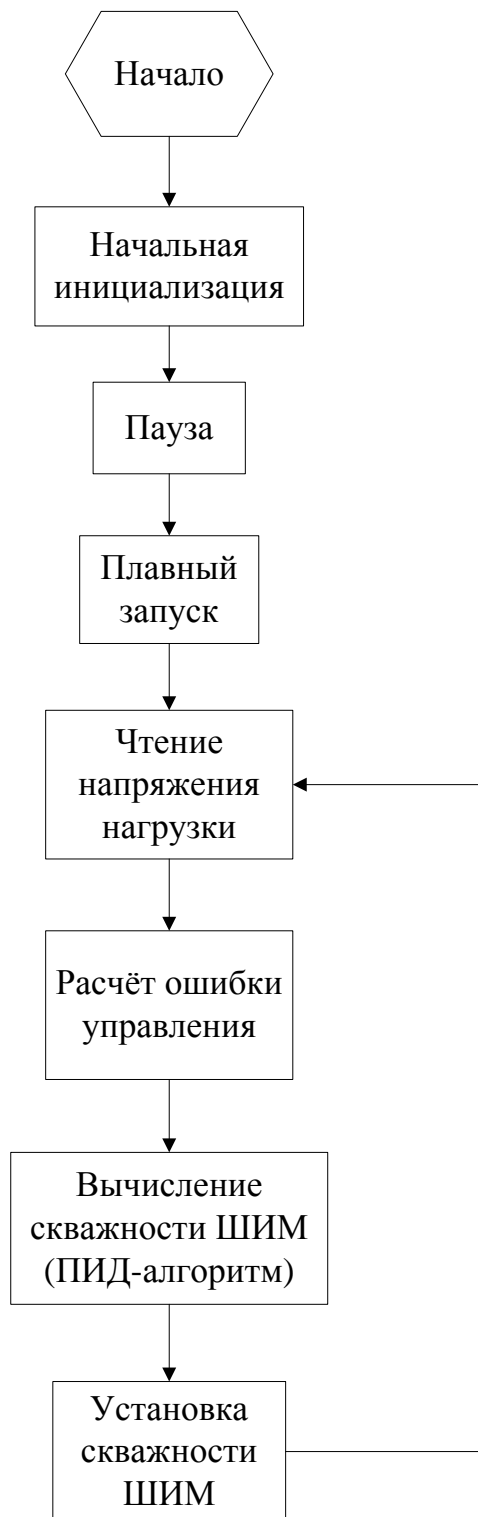 Начало
Начальная
инициализация
Пауза
Плавный
запуск
Чтение
напряжения
нагрузки
Расчёт ошибки
управления
Вычисление
скважности ШИМ
(ПИД-алгоритм)
Установка
скважности
ШИМ